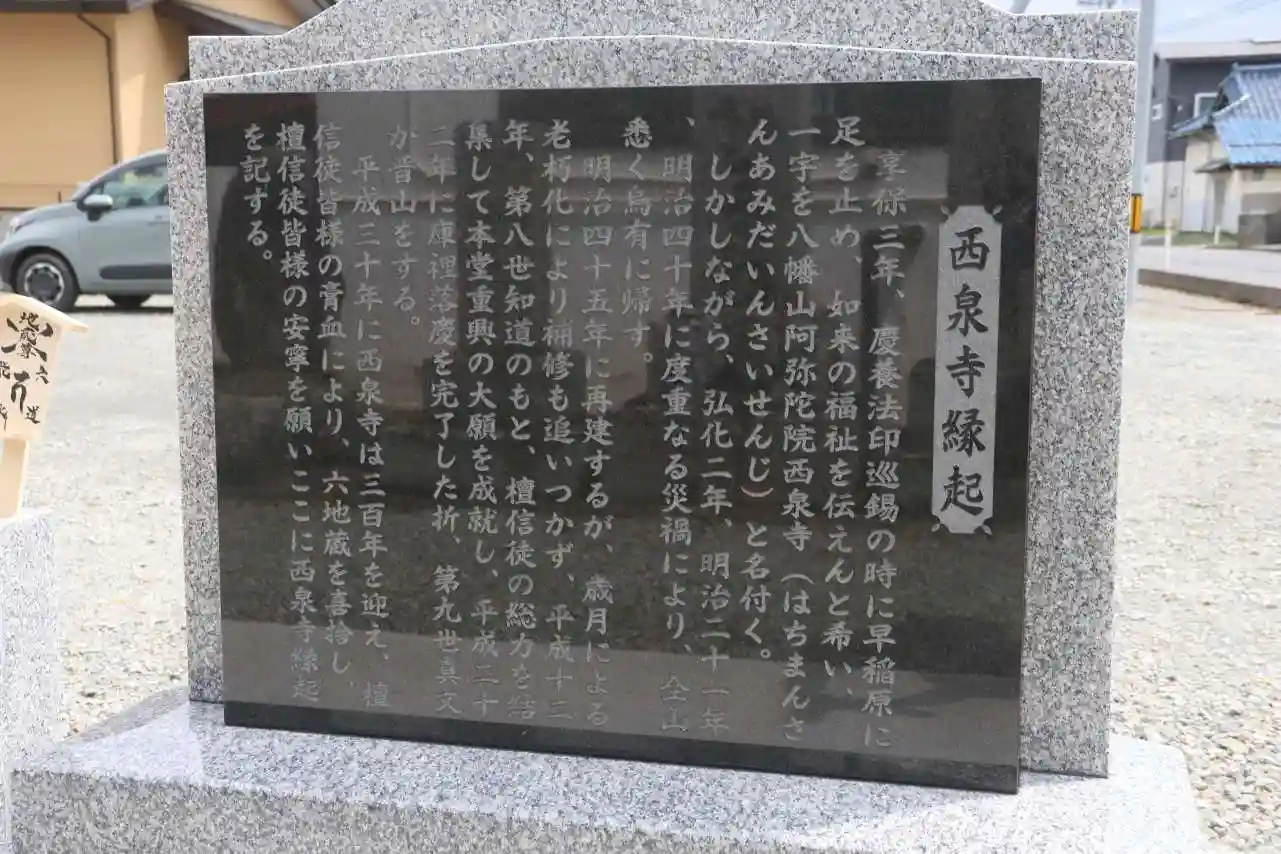 西泉寺縁起
享保三年、慶養法印巡錫の時に早稲原に
足を止め、如来の福祉を伝えんと希い、
一宇を八幡山阿弥陀院西泉寺（はちまんさ
んあみだいんさいせんじ）と名付く。
しかしながら、弘化二年、明治二十一年
、明治四十年に度重なる災禍により、全山
悉く烏有に帰す。
明治四十五年に再建するが、歳月による
老朽化により補修も追いつかず、平成十三
年、第八世知道のもと、檀信徒の総力を結
集して本堂重興の大願を成就し、平成二十
二年に庫裡落慶を完了した折、第九世真文
が晋山をする。
平成三十年に西泉寺は三百年を迎え、檀
信徒皆様の膏血により、六地蔵を喜捨し、
檀信徒皆様の安寧を願いここに西泉寺縁起
を記する。
六道
地蔵尊